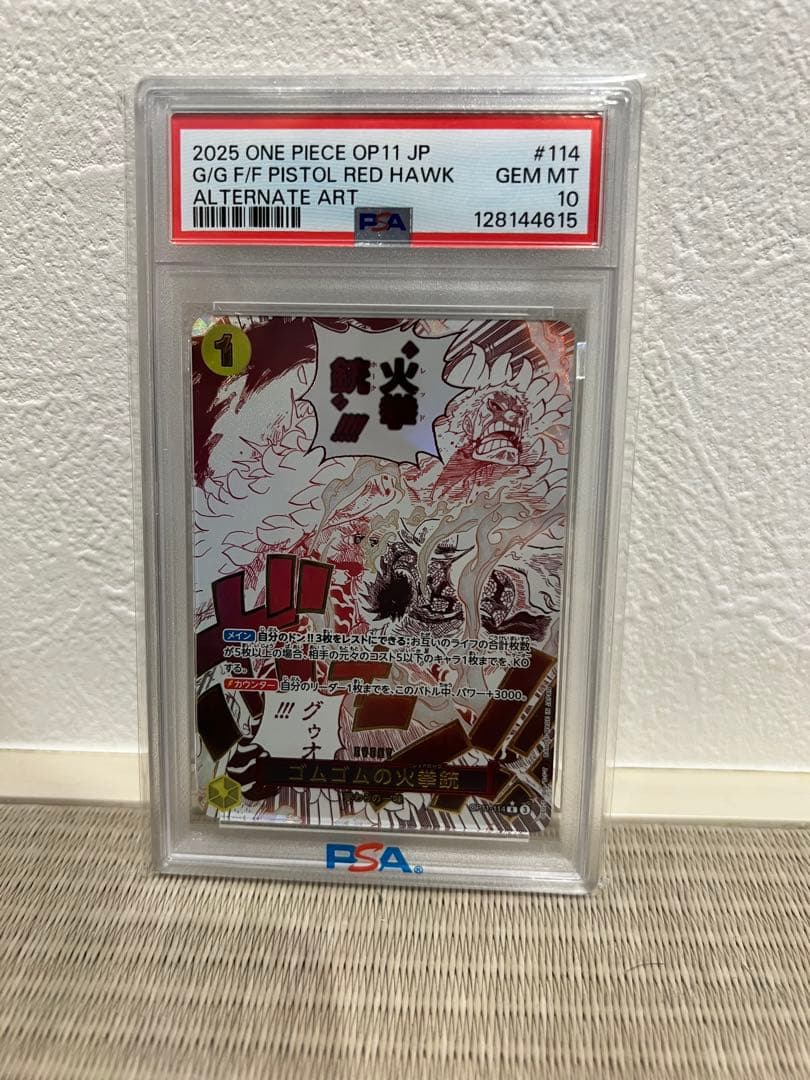 2025 ONE PIECE OP11 JP #114
G/G F/F PISTOL RED HAWK GEM MT
ALTERNATE ART 10
PSA 128144615
1
火拳
銃
!!!!
メイン 自分のドン!!3枚をレストにできる:お互いのライフの合計枚数
が5枚以上の場合、相手の元々のコスト5以下のキャラ1枚までを、KO
する。
カウンター 自分のリーダー1枚までを、このバトル中、パワー+3000。
グゥオ
!!!
EVENT
ゴムゴムの火拳銃
OP11-114 R
PSA